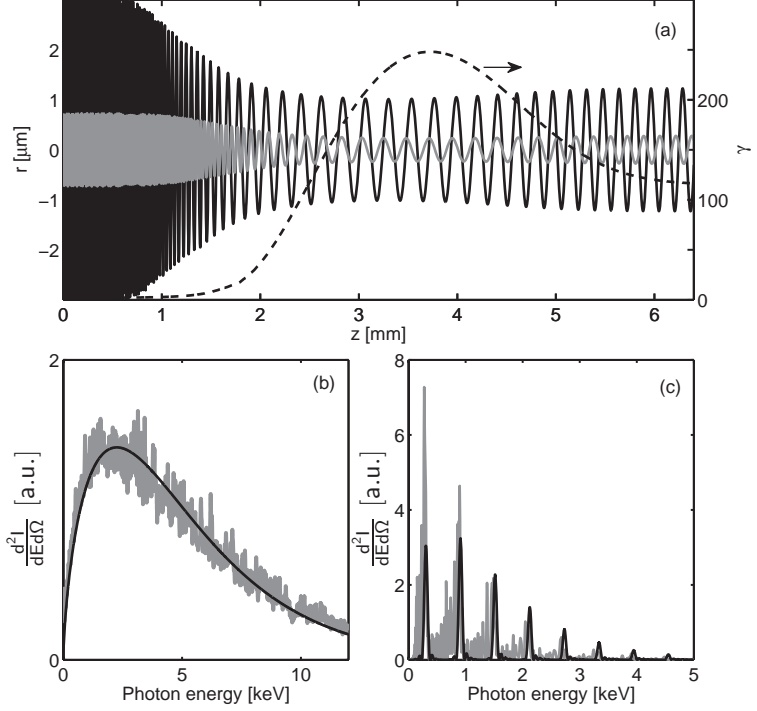 (a)
r [μm]
2
1
0
−1
−2
200
100
0
γ
0 1 2 3 4 5 6
z [mm]
(b)
2
0
d²I
dEdΩ
[a.u.]
0 5 10
Photon energy [keV]
(c)
8
6
4
2
0
d²I
dEdΩ
[a.u.]
0 1 2 3 4 5
Photon energy [keV]